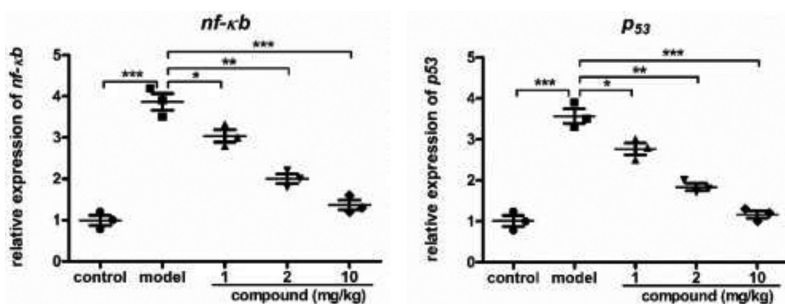 nf-κb
relative expression of nf-κb
5
4
3
2
1
0
***
**
***
*
control model 1 2 10
compound (mg/kg)
p53
relative expression of p53
5
4
3
2
1
0
***
**
***
*
control model 1 2 10
compound (mg/kg)